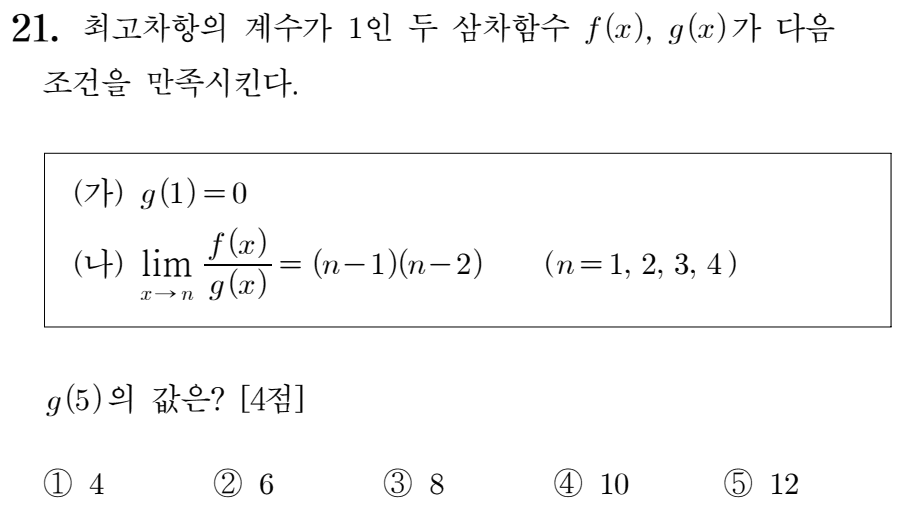 21. 최고차항의 계수가 1인 두 삼차함수 f(x), g(x)가 다음
조건을 만족시킨다.
(가) g(1)=0
(나) lim_{x→n} f(x)/g(x) = (n-1)(n-2) (n=1, 2, 3, 4)
g(5)의 값은? [4점]
① 4 ② 6 ③ 8 ④ 10 ⑤ 12